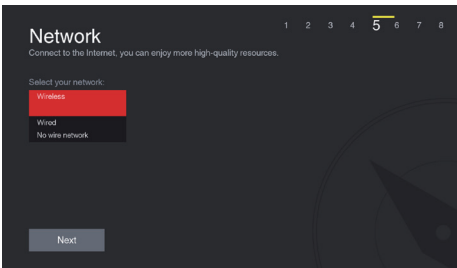 1 2 3 4 5 6 7 8
Network
Connect to the Internet, you can enjoy more high-quality resources.
Select your network:
Wireless
Wired
No wire network
Next